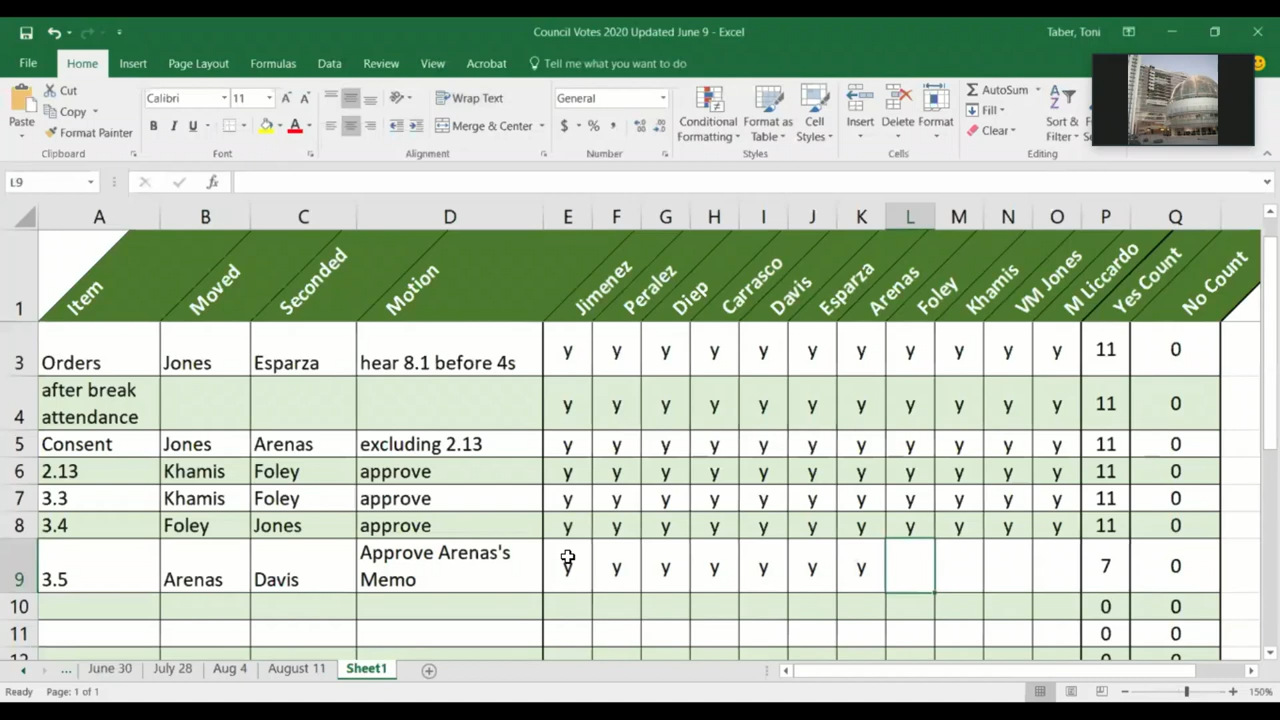 Council Votes 2020 Updated June 9 - Excel
Taber, Toni
File Home Insert Page Layout Formulas Data Review View Acrobat Tell me what you want to do
Paste
Cut
Copy
Format Painter
Clipboard
Calibri 11
B I U
Font
Wrap Text
Merge & Center
Alignment
General
$ % ,
Number
Conditional Formatting
Format as Table
Cell Styles
Styles
Insert Delete Format
Cells
AutoSum
Fill
Clear
Sort & Filter
Editing
L9 fx
A B C D E F G H I J K L M N O P Q
1 Item Moved Seconded Motion Jimenez Peralez Diep Carrasco Davis Esparza Arenas Foley Khamis VM Jones M Liccardo Yes Count No Count
3 Orders Jones Esparza hear 8.1 before 4s y y y y y y y y y y y 11 0
4 after break attendance y y y y y y y y y y y 11 0
5 Consent Jones Arenas excluding 2.13 y y y y y y y y y y y 11 0
6 2.13 Khamis Foley approve y y y y y y y y y y y 11 0
7 3.3 Khamis Foley approve y y y y y y y y y y y 11 0
8 3.4 Foley Jones approve y y y y y y y y y y y 11 0
9 3.5 Arenas Davis Approve Arenas's Memo y y y y y y y 7 0
10 0 0
11 0 0
12 0 0
... June 30 July 28 Aug 4 August 11 Sheet1
Ready Page: 1 of 1 150%